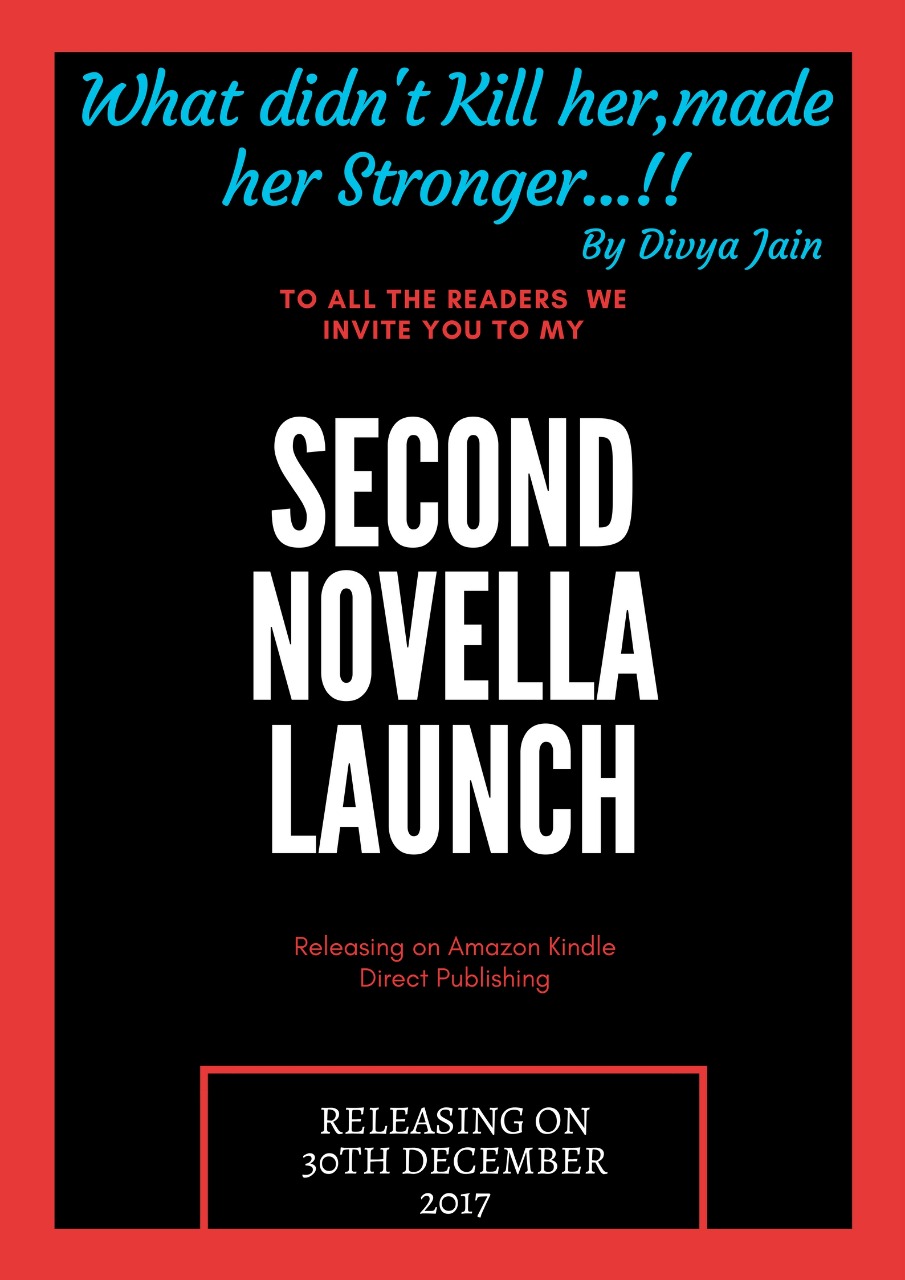 What didn't Kill her,made
her Stronger...!!
By Divya Jain
TO ALL THE READERS  WE
INVITE YOU TO MY
SECOND
NOVELLA
LAUNCH
Releasing on Amazon Kindle
Direct Publishing
RELEASING ON
30TH DECEMBER
2017